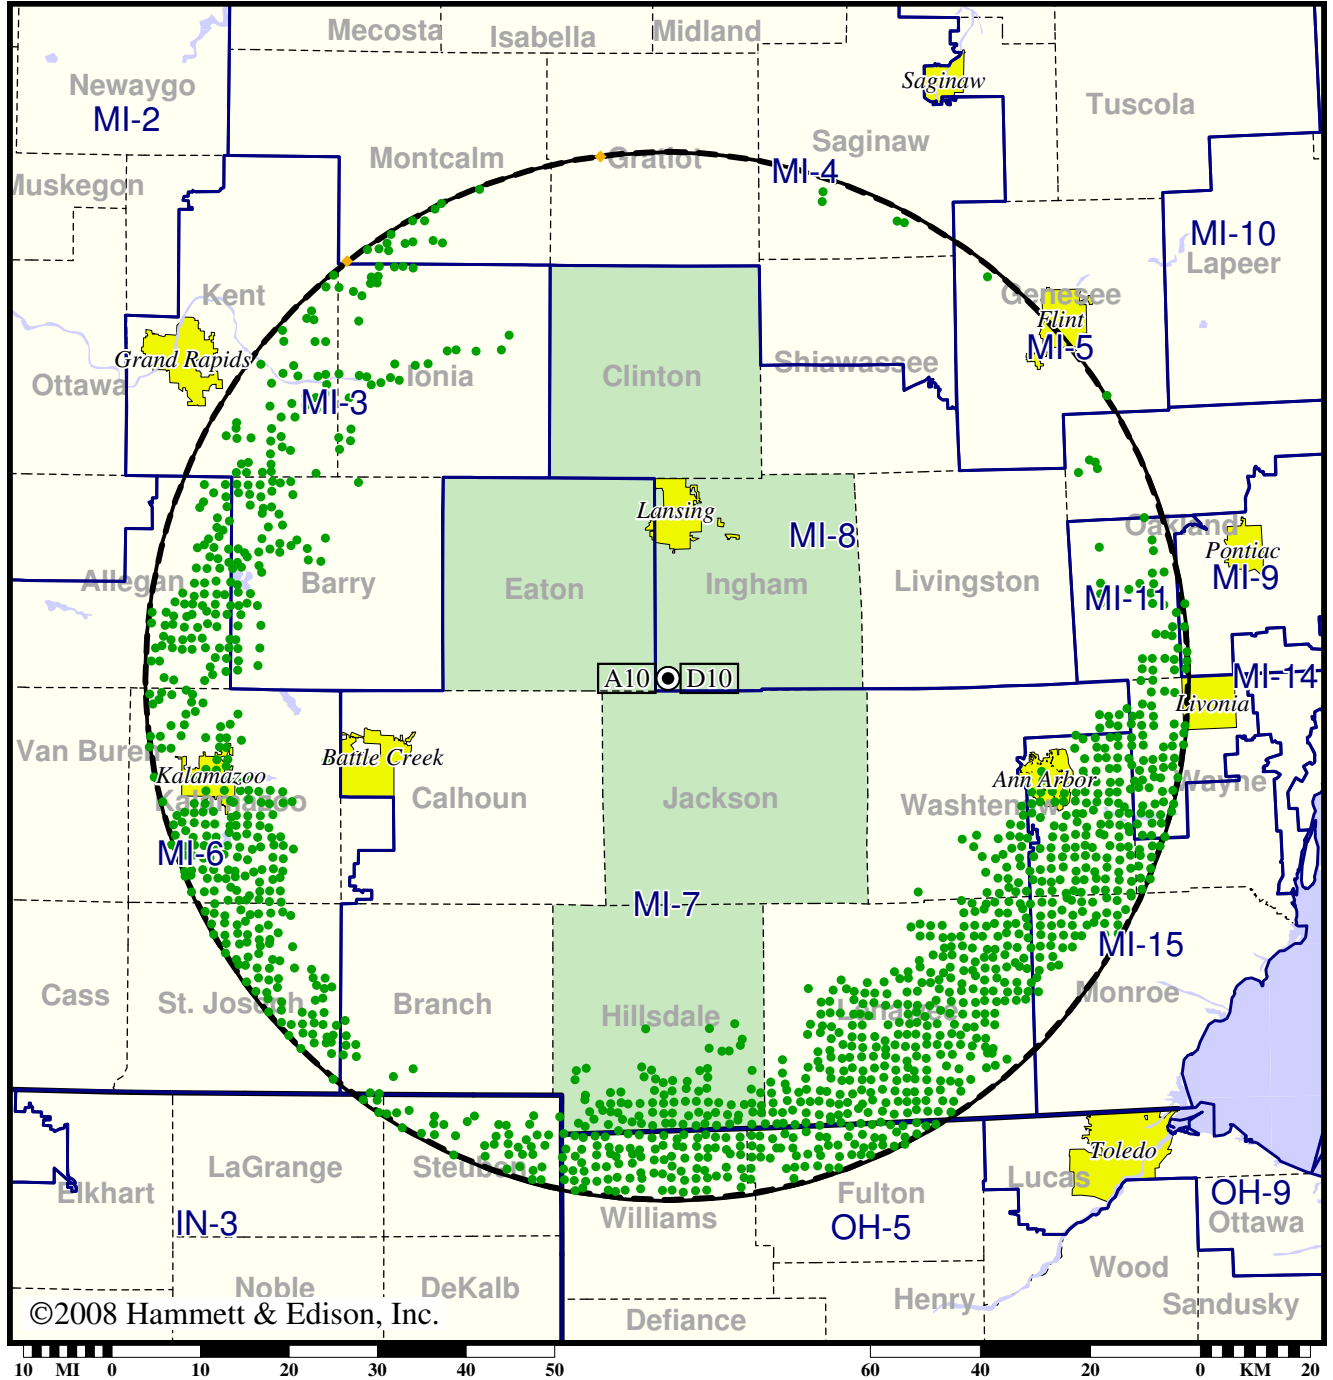 Mecosta
Isabella
Midland
Newaygo
MI-2
Saginaw
Tuscola
Montcalm
Gratiot
Saginaw
MI-4
Muskegon
MI-10
Lapeer
Kent
Genesee
Flint
MI-5
Grand Rapids
Ottawa
Ionia
Clinton
Shiawassee
MI-3
Lansing
MI-8
Oakland
Pontiac
MI-9
Allegan
Barry
Eaton
Ingham
Livingston
MI-11
A10
D10
MI-14
Livonia
Van Buren
Kalamazoo
Battle Creek
Ann Arbor
Wayne
Kalamazoo
Calhoun
Jackson
Washtenaw
MI-6
MI-7
MI-15
Cass
St. Joseph
Branch
Hillsdale
Lenawee
Monroe
LaGrange
Steuben
Toledo
Elkhart
Fulton
Lucas
OH-9
Ottawa
IN-3
Williams
OH-5
Noble
DeKalb
Wood
Henry
Sandusky
Defiance
©2008 Hammett & Edison, Inc.
10 MI 0 10 20 30 40 50 60 40 20 0 KM 20